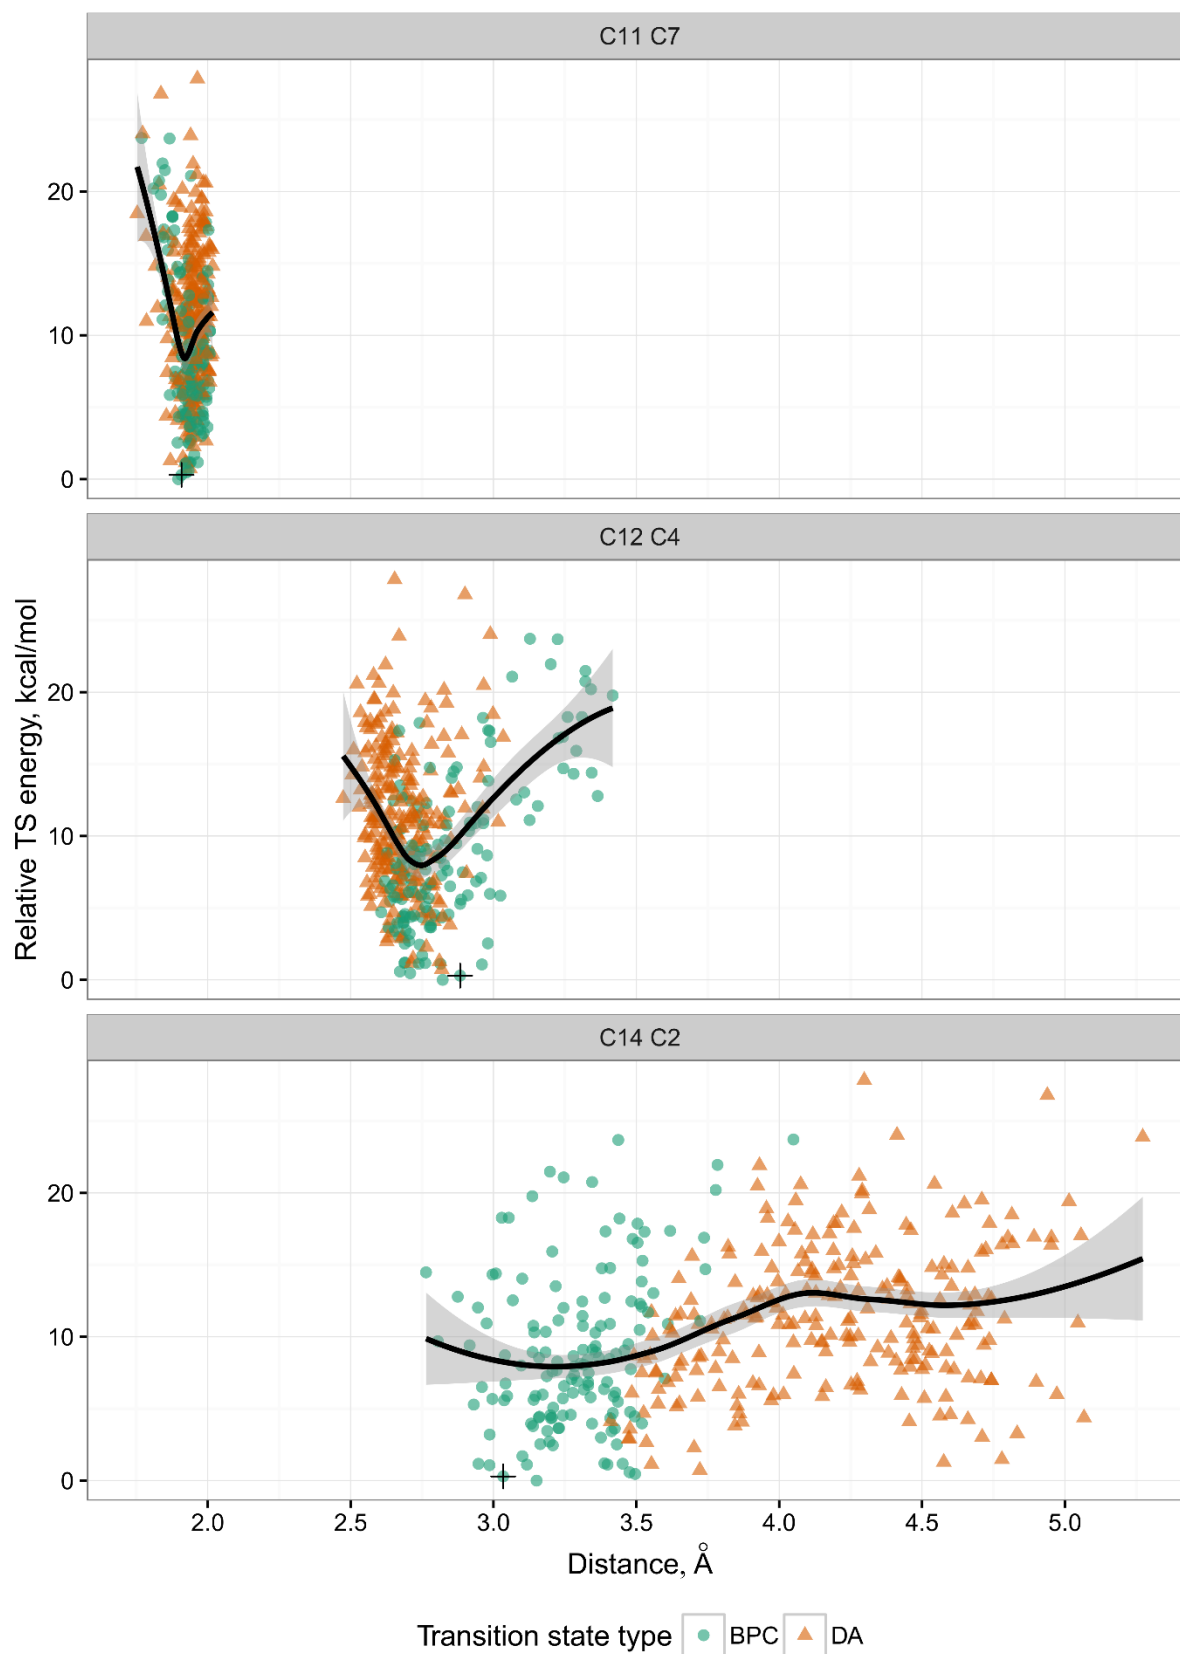 C11 C7
20
10
0
C12 C4
20
10
0
Relative TS energy, kcal/mol
C14 C2
20
10
0
2.0 2.5 3.0 3.5 4.0 4.5 5.0
Distance, Å
Transition state type BPC DA